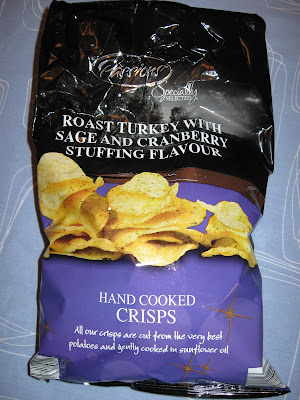 Passions
Specially
SELECTED
ROAST TURKEY WITH
SAGE AND CRANBERRY
STUFFING FLAVOUR
HAND COOKED
CRISPS
All our crisps are cut from the very best
potatoes and gently cooked in sunflower oil